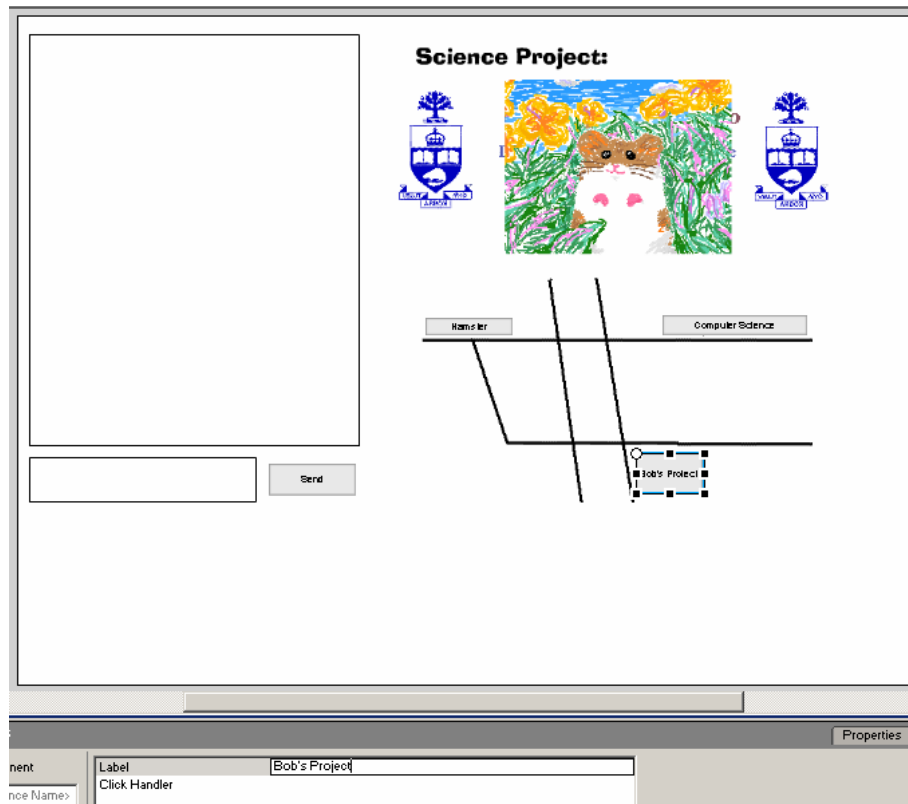 Science Project:
Hamster
Computer Science
Bob's Project
Send
Properties
nent
Label
Bob's Project
Click Handler
nce Name>